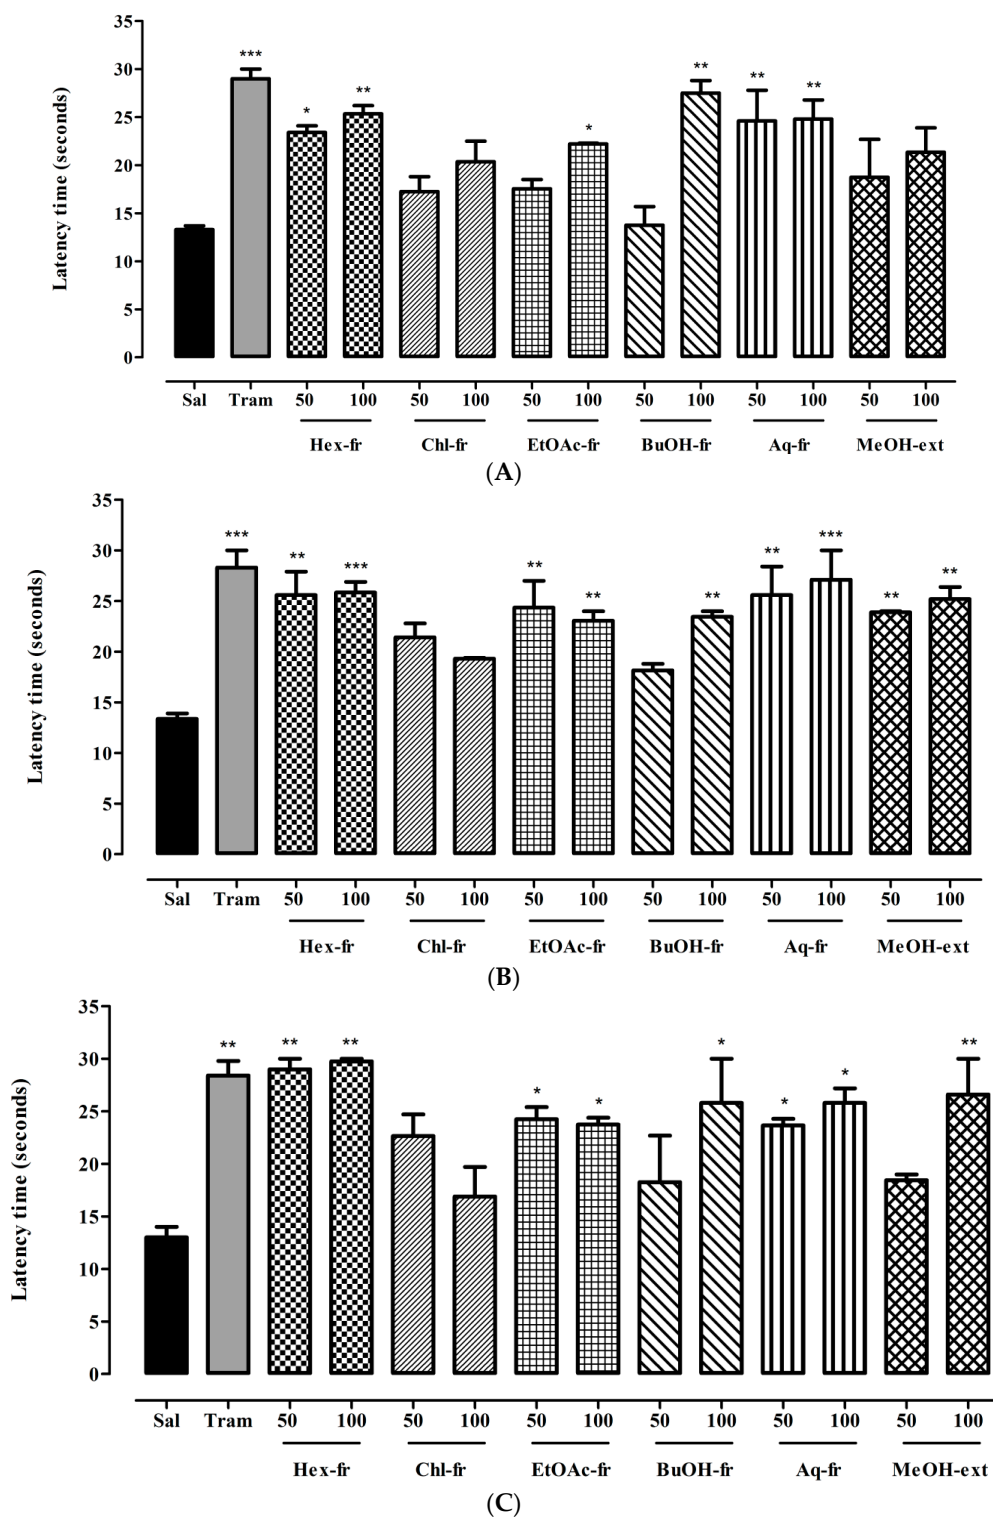 35
30
25
20
15
10
5
0
Latency time (seconds)
*** * ** * ** ** **
Sal Tram 50 100 50 100 50 100 50 100 50 100 50 100
Hex-fr Chl-fr EtOAc-fr BuOH-fr Aq-fr MeOH-ext
(A)
35
30
25
20
15
10
5
0
Latency time (seconds)
*** ** *** ** ** ** ** *** ** **
Sal Tram 50 100 50 100 50 100 50 100 50 100 50 100
Hex-fr Chl-fr EtOAc-fr BuOH-fr Aq-fr MeOH-ext
(B)
35
30
25
20
15
10
5
0
Latency time (seconds)
** ** ** * * * * * **
Sal Tram 50 100 50 100 50 100 50 100 50 100 50 100
Hex-fr Chl-fr EtOAc-fr BuOH-fr Aq-fr MeOH-ext
(C)